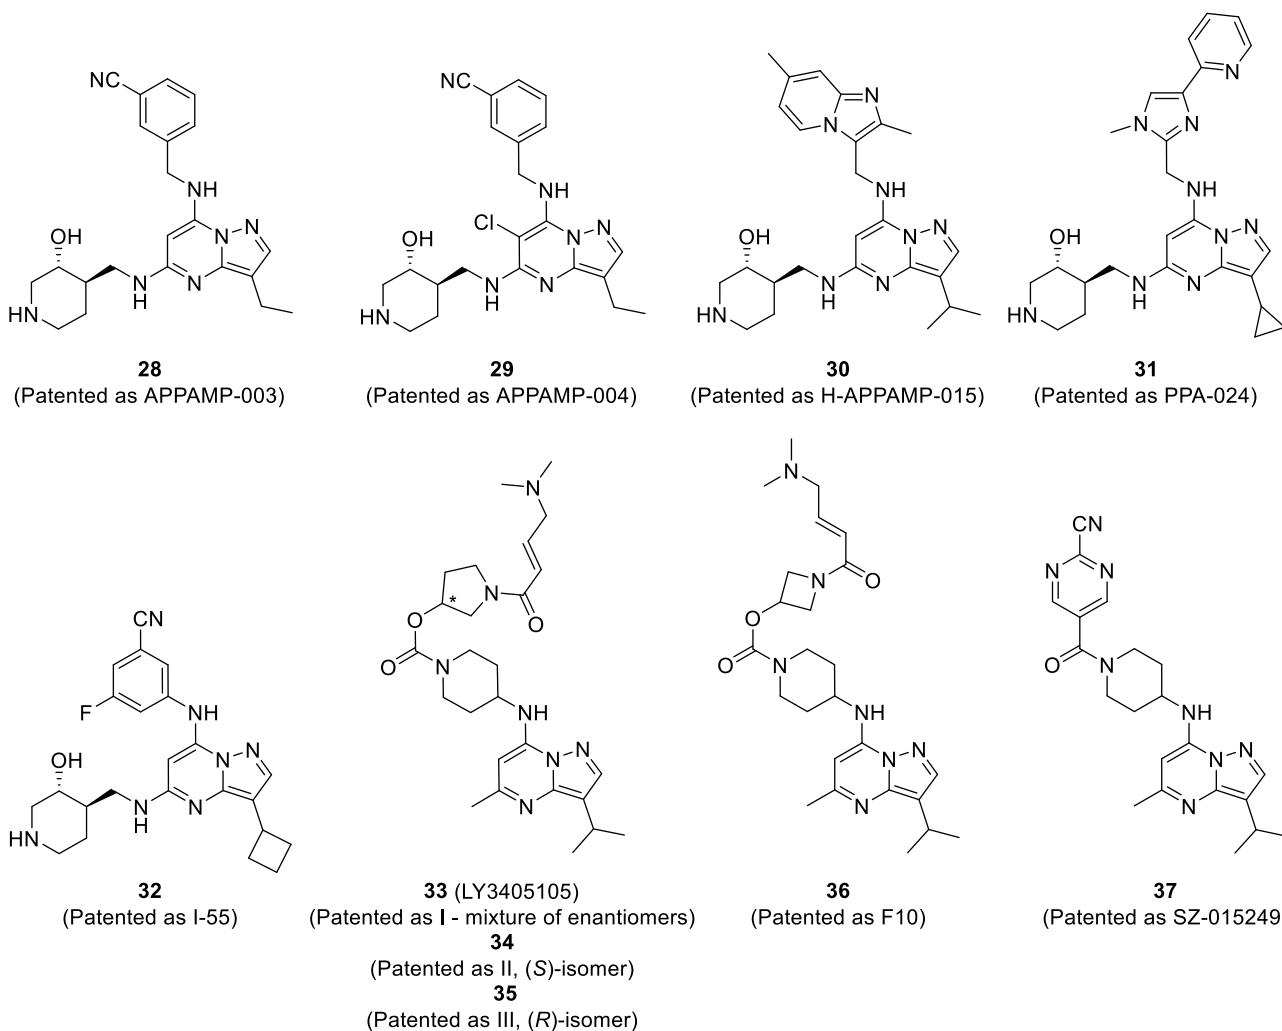 NC
NH
OH
N
N
N
N
H
HN
28
(Patented as APPAMP-003)
NC
NH
Cl
OH
N
N
N
N
H
HN
29
(Patented as APPAMP-004)
N
N
NH
OH
N
N
N
N
H
HN
30
(Patented as H-APPAMP-015)
N
N
N
NH
OH
N
N
N
N
H
HN
31
(Patented as PPA-024)
CN
F
NH
OH
N
N
N
N
H
HN
32
(Patented as I-55)
N
N
*
O
O
O
N
NH
N
N
N
33 (LY3405105)
(Patented as I - mixture of enantiomers)
34
(Patented as II, (S)-isomer)
35
(Patented as III, (R)-isomer)
N
N
O
O
O
N
NH
N
N
N
36
(Patented as F10)
CN
N
N
O
N
NH
N
N
N
37
(Patented as SZ-015249